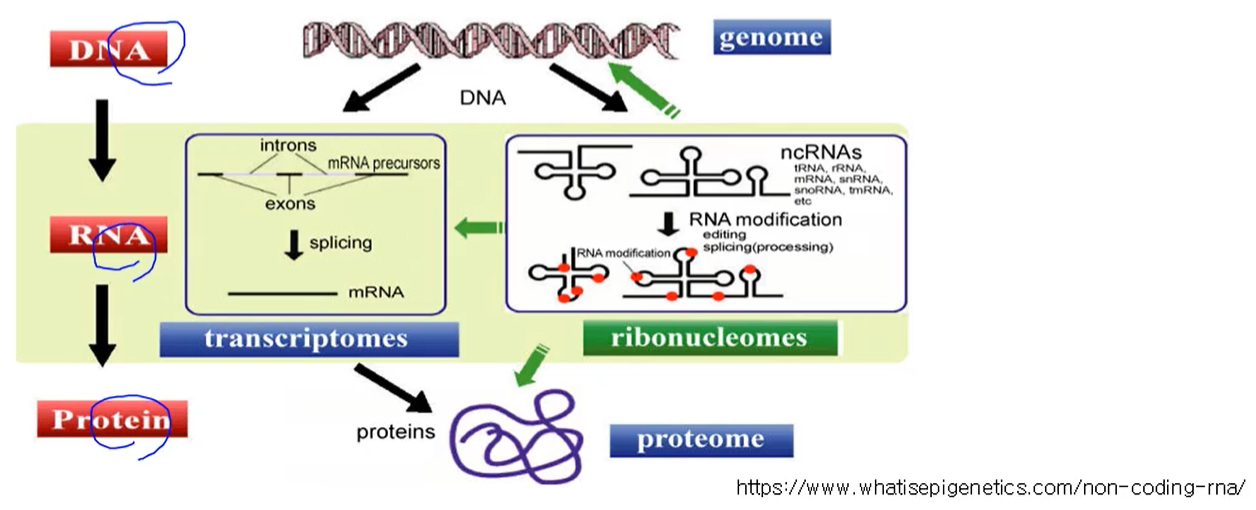 DNA
genome
DNA
introns
mRNA precursors
exons
splicing
mRNA
transcriptomes
ncRNAs
tRNA, rRNA,
mRNA, snRNA,
snoRNA, tmRNA,
etc
RNA modification
editing
splicing(processing)
RNA modification
ribonucleomes
RNA
Protein
proteins
proteome
https://www.whatisepigenetics.com/non-coding-rna/